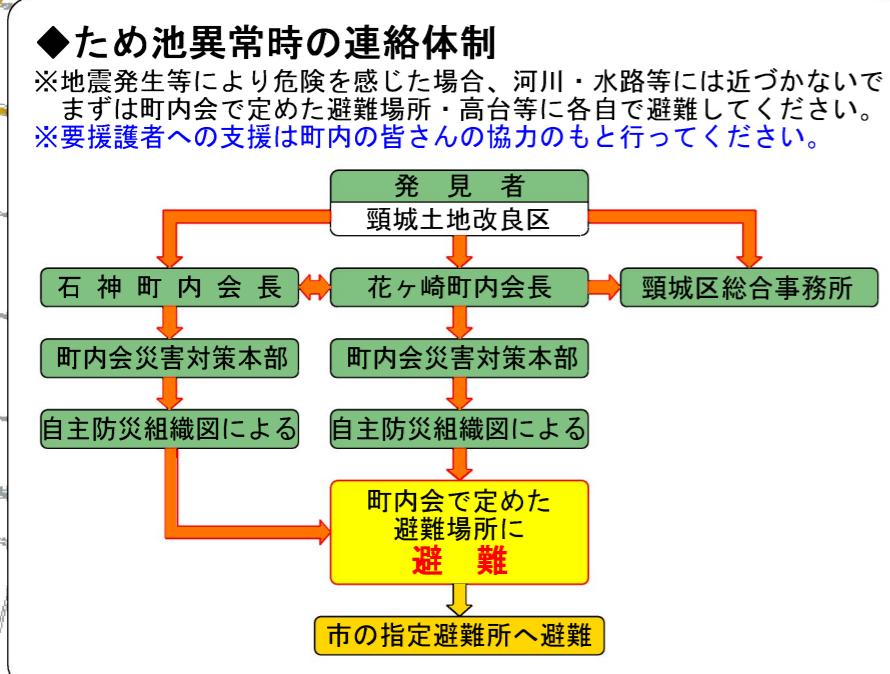 ◆ため池異常時の連絡体制
※地震発生等により危険を感じた場合、河川・水路等には近づかないで
まずは町内会で定めた避難場所・高台等に各自で避難してください。
※要援護者への支援は町内の皆さんの協力のもと行ってください。
発 見 者
頸城土地改良区
石 神 町 内 会 長
花ヶ崎町内会長
頸城区総合事務所
町内会災害対策本部
町内会災害対策本部
自主防災組織図による
自主防災組織図による
町内会で定めた
避難場所に
避 難
市の指定避難所へ避難